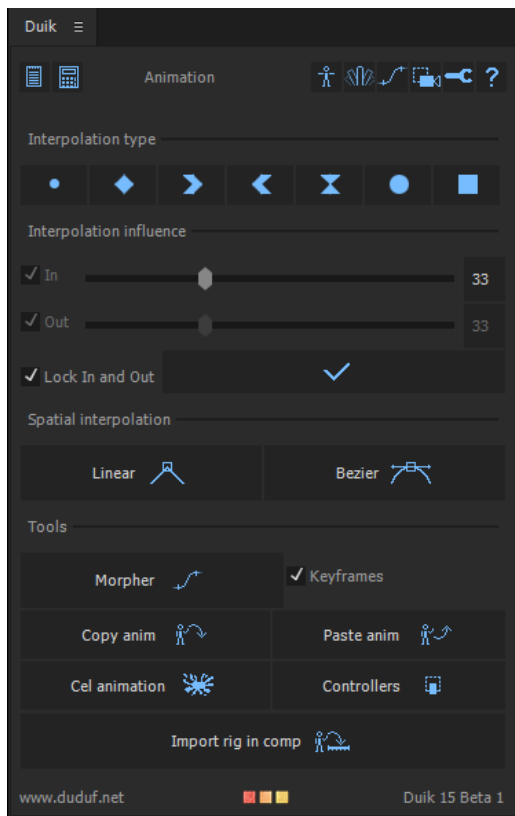 Duik
Animation
?
Interpolation type
Interpolation influence
In
33
Out
33
Lock In and Out
Spatial interpolation
Linear
Bezier
Tools
Morpher
Keyframes
Copy anim
Paste anim
Cel animation
Controllers
Import rig in comp
www.duduf.net
Duik 15 Beta 1